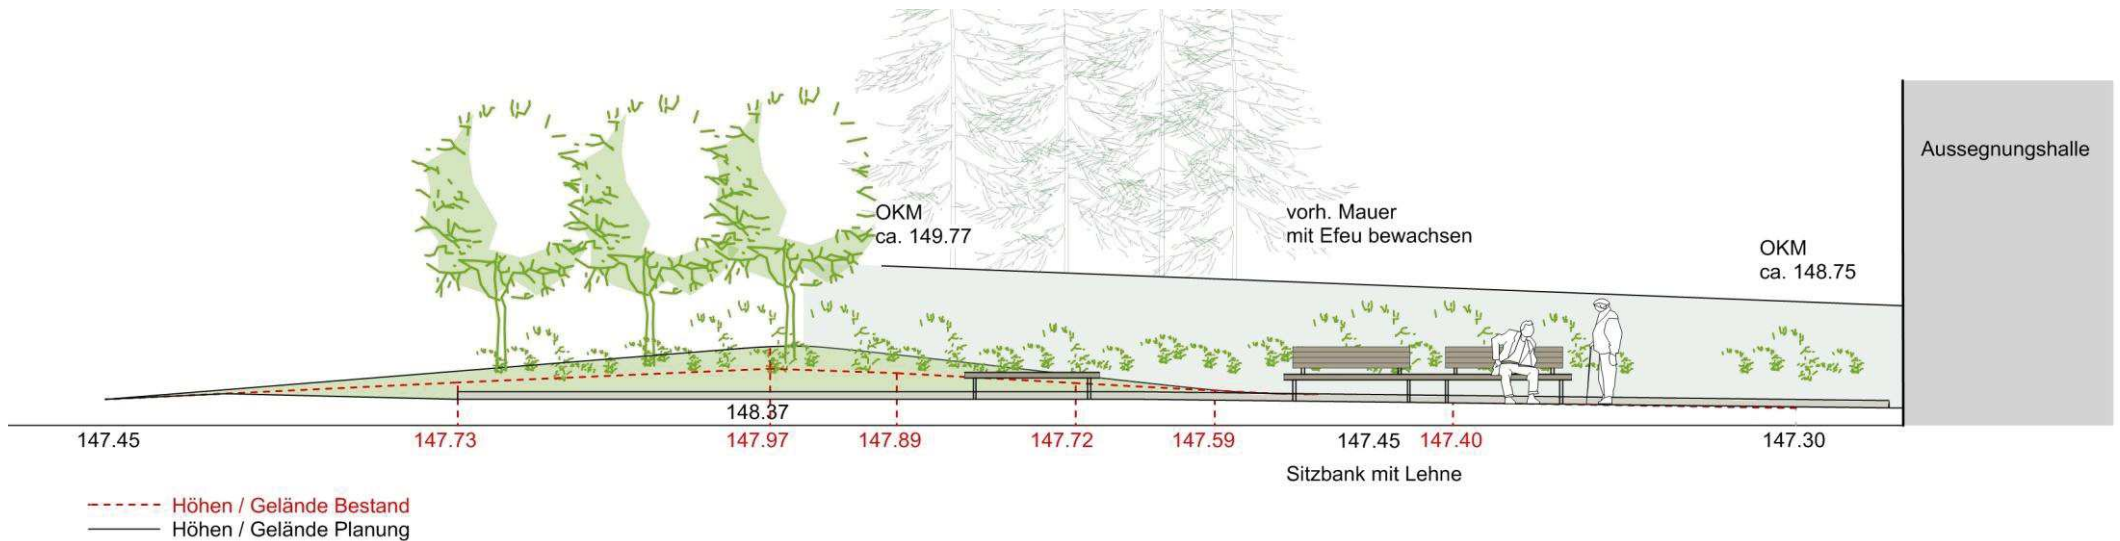 Aussegnungshalle
OKM
ca. 149.77
vorh. Mauer
mit Efeu bewachsen
OKM
ca. 148.75
148.37
147.45
147.73
147.97
147.89
147.72
147.59
147.45
147.40
147.30
Sitzbank mit Lehne
Höhen / Gelände Bestand
Höhen / Gelände Planung